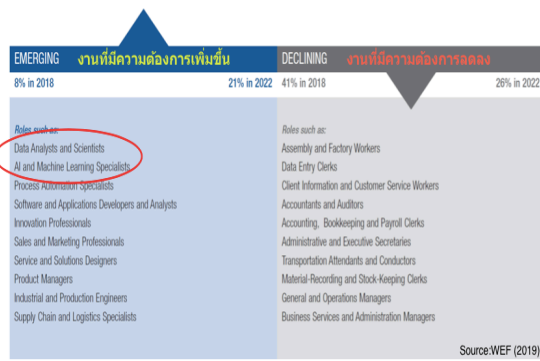 EMERGING งานที่มีความต้องการเพิ่มขึ้น
8% in 2018 21% in 2022
Roles such as:
Data Analysts and Scientists
AI and Machine Learning Specialists
Process Automation Specialists
Software and Applications Developers and Analysts
Innovation Professionals
Sales and Marketing Professionals
Service and Solutions Designers
Product Managers
Industrial and Production Engineers
Supply Chain and Logistics Specialists
DECLINING งานที่มีความต้องการลดลง
41% in 2018 26% in 2022
Roles such as:
Assembly and Factory Workers
Data Entry Clerks
Client Information and Customer Service Workers
Accountants and Auditors
Accounting, Bookkeeping and Payroll Clerks
Administrative and Executive Secretaries
Transportation Attendants and Conductors
Material-Recording and Stock-Keeping Clerks
General and Operations Managers
Business Services and Administration Managers
Source:WEF (2019)